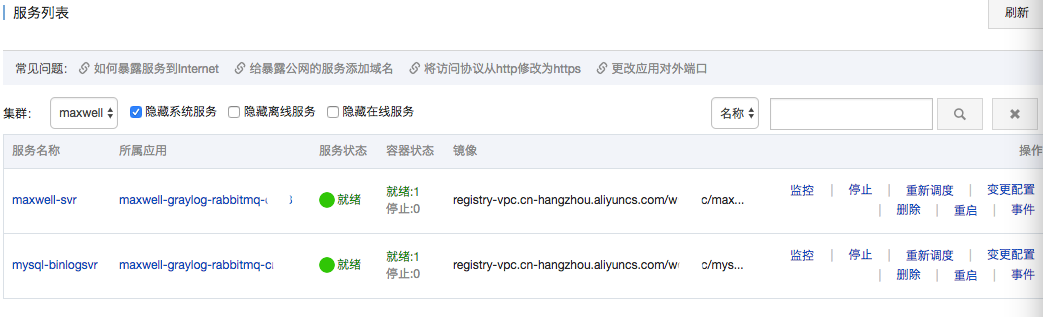 服务列表
刷新
常见问题： 如何暴露服务到Internet 给暴露公网的服务添加域名 将访问协议从http修改为https 更改应用对外端口
集群： maxwell 隐藏系统服务 隐藏离线服务 隐藏在线服务 名称
服务名称 所属应用 服务状态 容器状态 镜像 操作
maxwell-svr maxwell-graylog-rabbitmq- 就绪 就绪:1 registry-vpc.cn-hangzhou.aliyuncs.com/w c/max... 监控 | 停止 | 重新调度 | 变更配置
停止:0 | 删除 | 重启 | 事件
mysql-binlogsvr maxwell-graylog-rabbitmq-c 就绪 就绪:1 registry-vpc.cn-hangzhou.aliyuncs.com/w c/mys... 监控 | 停止 | 重新调度 | 变更配置
停止:0 | 删除 | 重启 | 事件